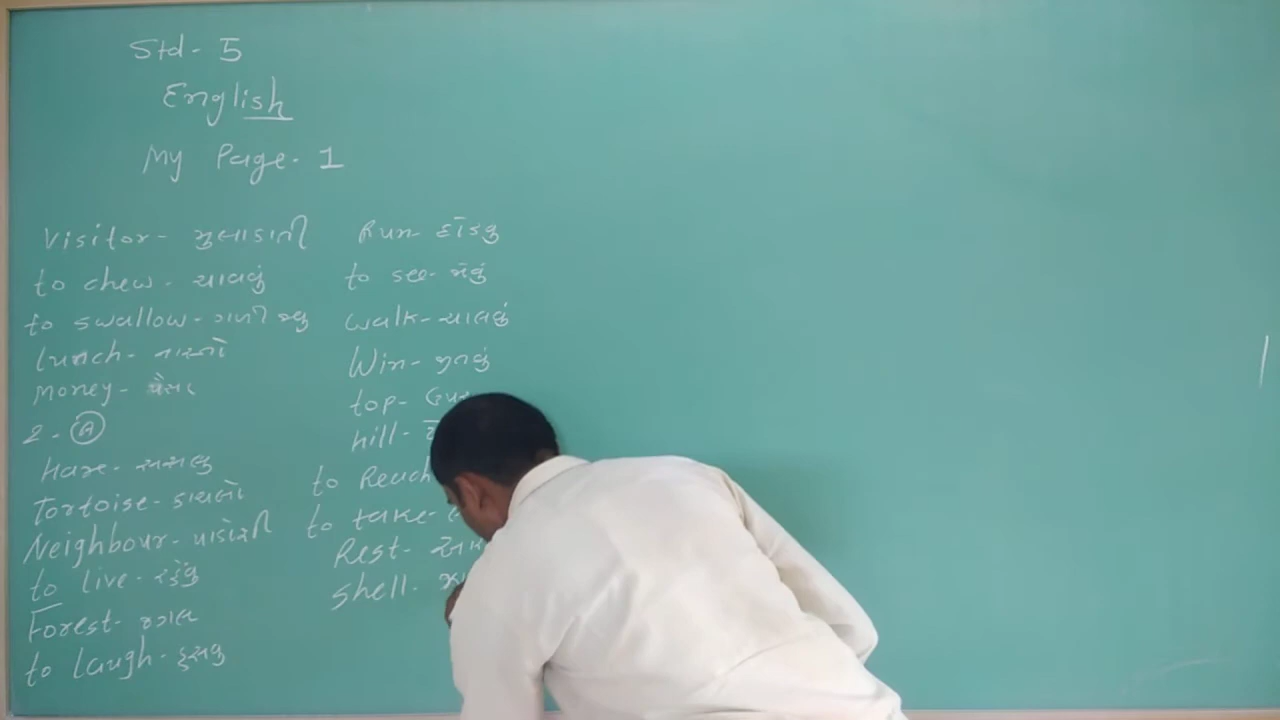 Std- 5
English
My Page- 1
Visitor- મુલાકાતી
to chew- ચાવવું
to swallow- ગળી જવુ
Lunch- નાસ્તો
Money- પૈસા
2-
Hare- સસલુ
Tortoise- કાચબો
Neighbour- પાડોશી
to live- રહેવુ
Forest- જંગલ
to laugh- હસવુ
Run- દોડવુ
to see-
walk- ચાલવું
Win- જીતવું
top-
hill-
to Reach
to take-
Rest-
shell-